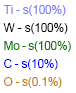 Ti - s(100%)
W - s(100%)
Mo - s(100%)
C - s(10%)
O - s(0.1%)